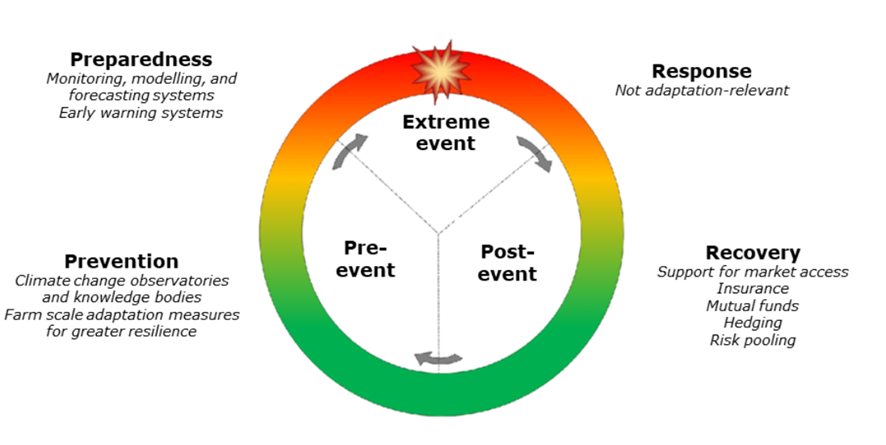 Preparedness
Monitoring, modelling, and
forecasting systems
Early warning systems
Response
Not adaptation-relevant
Extreme
event
Pre-
event
Post-
event
Prevention
Climate change observatories
and knowledge bodies
Farm scale adaptation measures
for greater resilience
Recovery
Support for market access
Insurance
Mutual funds
Hedging
Risk pooling